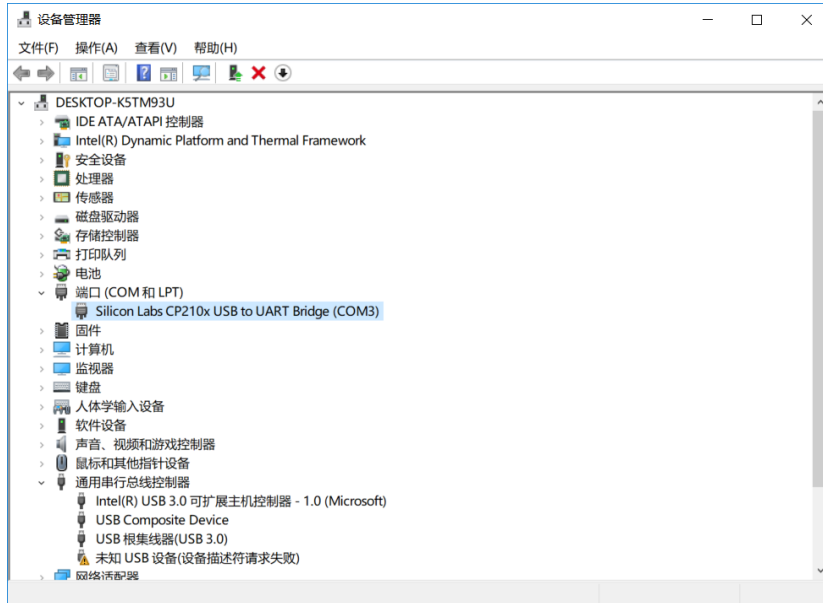 设备管理器
文件(F) 操作(A) 查看(V) 帮助(H)
DESKTOP-K5TM93U
IDE ATA/ATAPI 控制器
Intel(R) Dynamic Platform and Thermal Framework
安全设备
处理器
传感器
磁盘驱动器
存储控制器
打印队列
电池
端口 (COM 和 LPT)
Silicon Labs CP210x USB to UART Bridge (COM3)
固件
计算机
监视器
键盘
人体学输入设备
软件设备
声音、视频和游戏控制器
鼠标和其他指针设备
通用串行总线控制器
Intel(R) USB 3.0 可扩展主机控制器 - 1.0 (Microsoft)
USB Composite Device
USB 根集线器(USB 3.0)
未知 USB 设备(设备描述符请求失败)
网络适配器